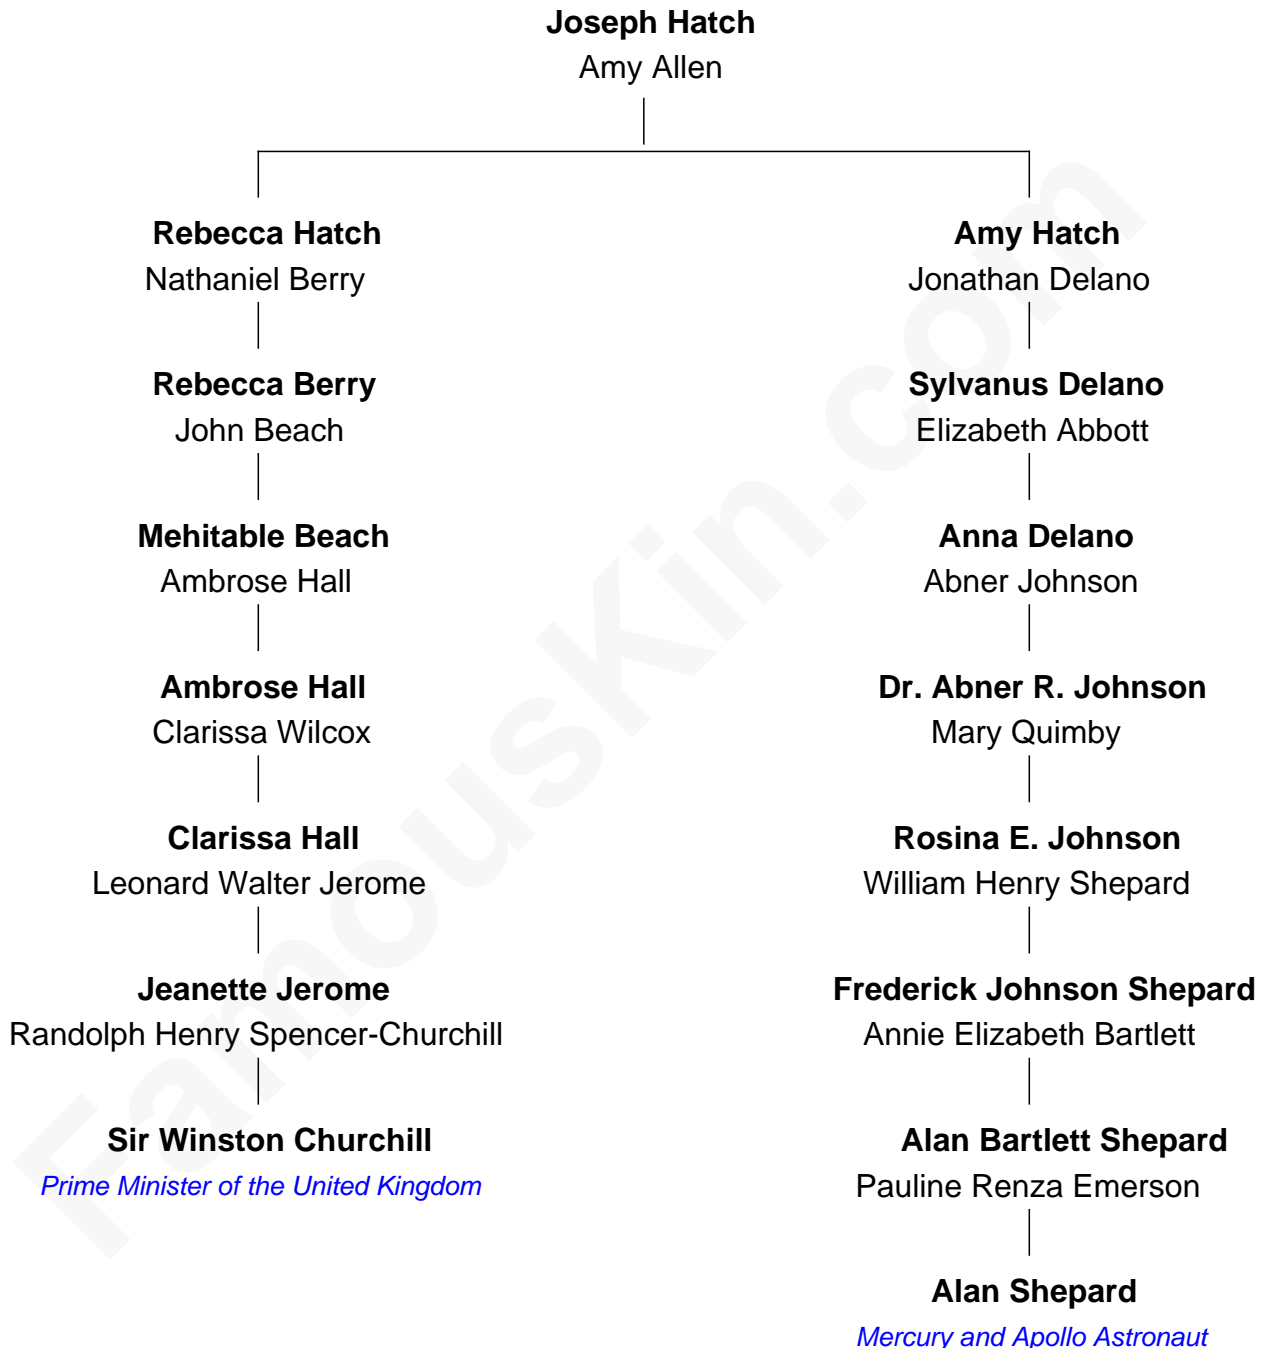 Joseph Hatch
Amy Allen
Rebecca Hatch
Nathaniel Berry
Rebecca Berry
John Beach
Mehitable Beach
Ambrose Hall
Ambrose Hall
Clarissa Wilcox
Clarissa Hall
Leonard Walter Jerome
Jeanette Jerome
Randolph Henry Spencer-Churchill
Sir Winston Churchill
Prime Minister of the United Kingdom
Amy Hatch
Jonathan Delano
Sylvanus Delano
Elizabeth Abbott
Anna Delano
Abner Johnson
Dr. Abner R. Johnson
Mary Quimby
Rosina E. Johnson
William Henry Shepard
Frederick Johnson Shepard
Annie Elizabeth Bartlett
Alan Bartlett Shepard
Pauline Renza Emerson
Alan Shepard
Mercury and Apollo Astronaut
FamousKin.com